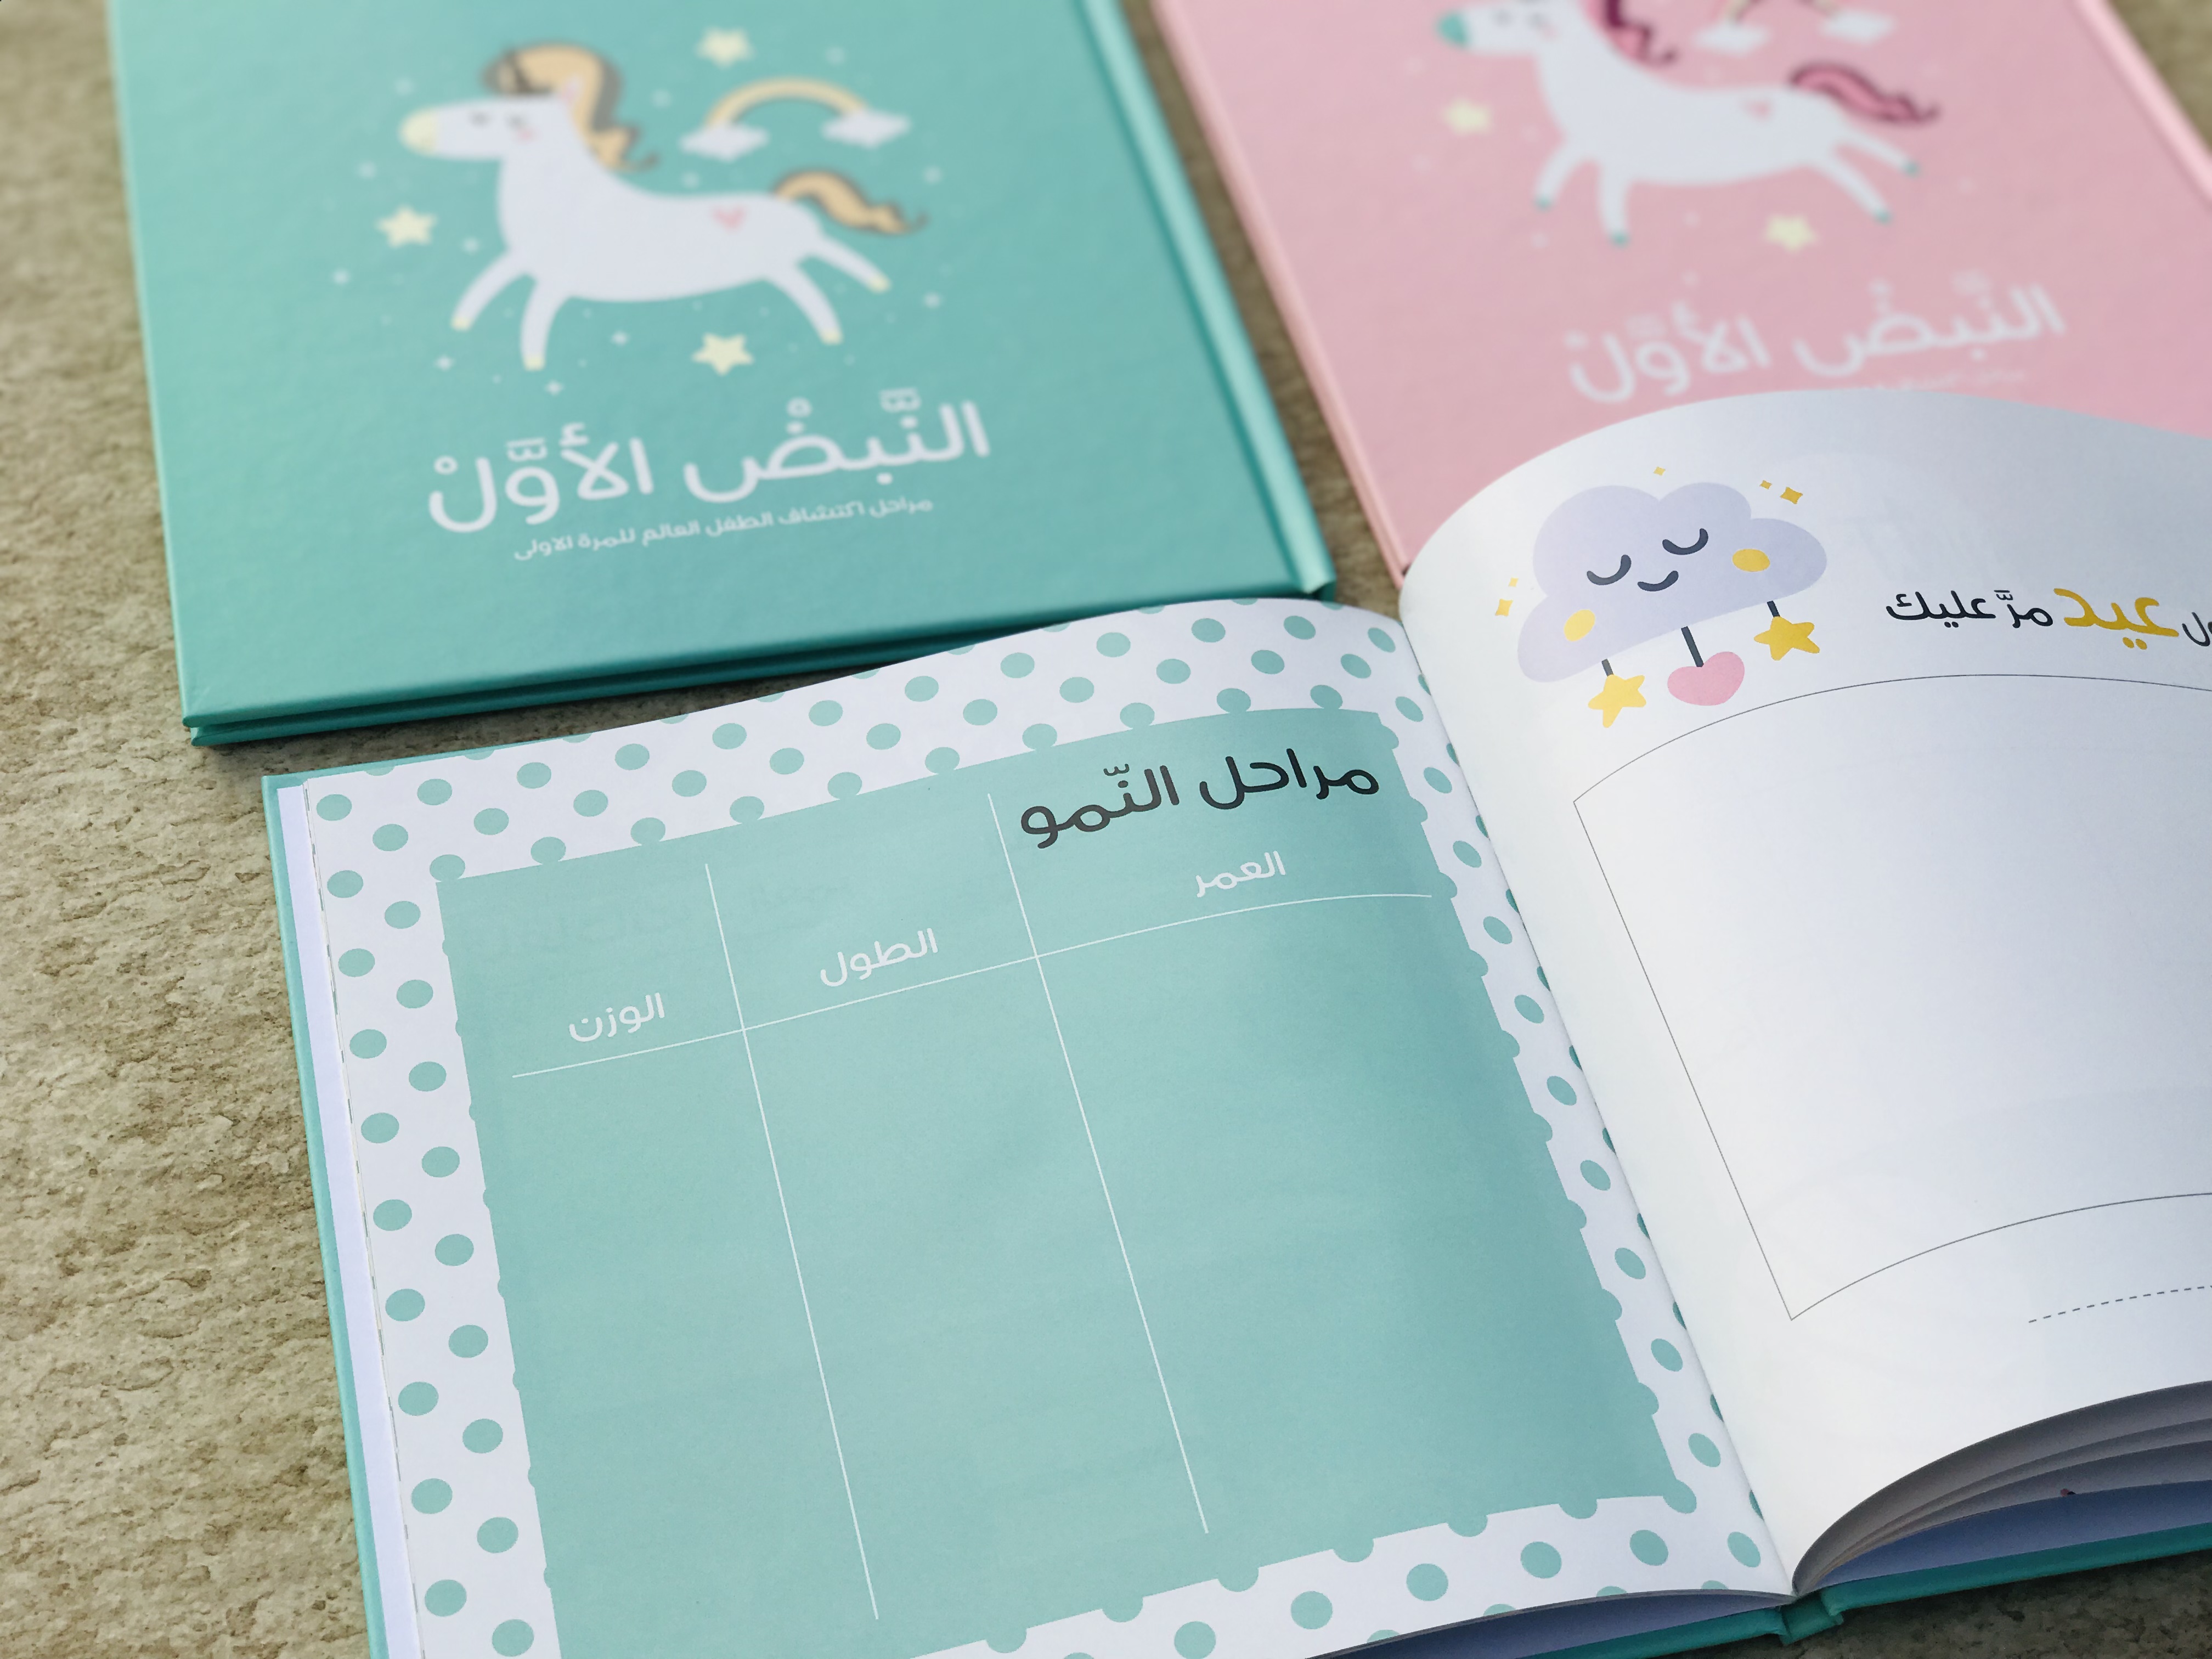 النَّبضْ الأوَّلْ
مراحل اكتشاف الطفل العالم للمرة الاولى
النَّبضْ الأوَّلْ
عيد مرَّ عليك
مراحل النّمو
العمر
الطول
الوزن